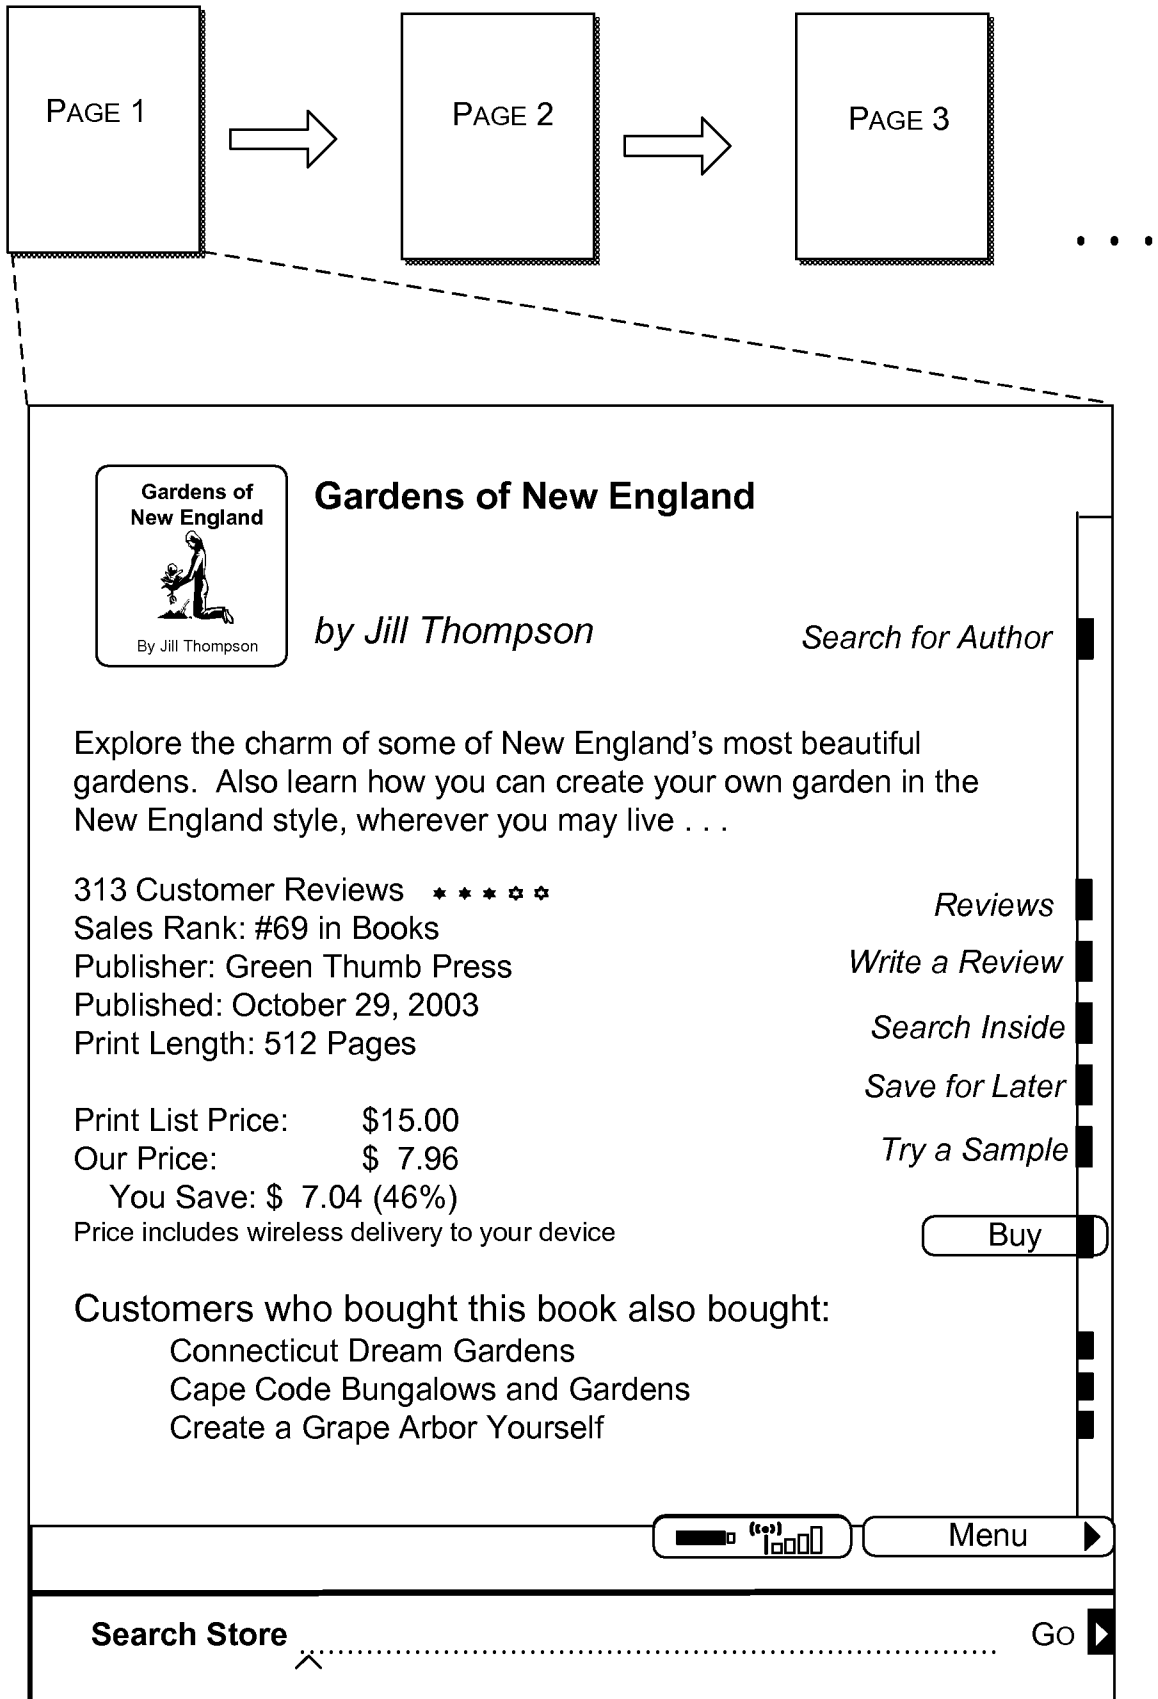 PAGE 1
PAGE 2
PAGE 3
. . .
Gardens of
New England
By Jill Thompson
Gardens of New England
by Jill Thompson
Search for Author
Explore the charm of some of New England's most beautiful
gardens. Also learn how you can create your own garden in the
New England style, wherever you may live . . .
313 Customer Reviews
Reviews
Sales Rank: #69 in Books
Write a Review
Publisher: Green Thumb Press
Published: October 29, 2003
Search Inside
Print Length: 512 Pages
Save for Later
Print List Price: $15.00
Try a Sample
Our Price: $ 7.96
You Save: $ 7.04 (46%)
Price includes wireless delivery to your device
Buy
Customers who bought this book also bought:
Connecticut Dream Gardens
Cape Code Bungalows and Gardens
Create a Grape Arbor Yourself
Menu
Search Store
GO